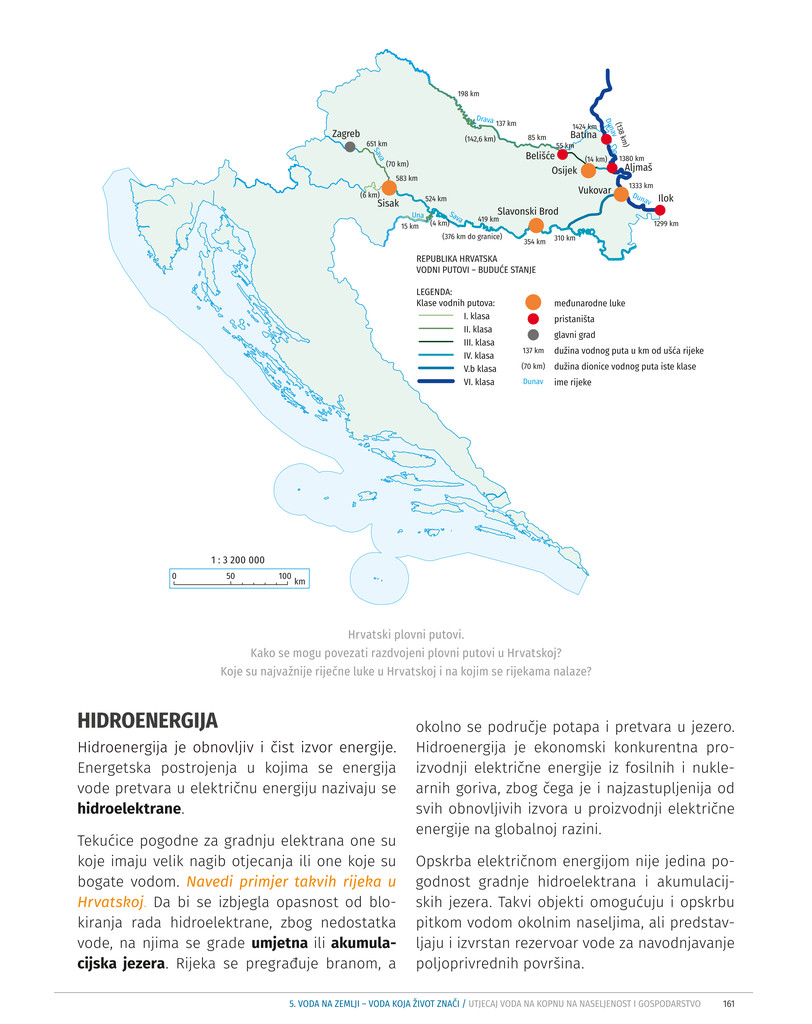 198 km
Drava
137 km
(142,6 km)
85 km
55 km
1424 km
Batina
Dunav
(138 km)
Belišće
(14 km)
1380 km
Osijek
Aljmaš
Vukovar
1333 km
Dunav
Ilok
1299 km
Zagreb
651 km
Sava
(70 km)
583 km
(6 km)
Sisak
524 km
Una
(4 km)
Sava
15 km
419 km
(376 km do granice)
Slavonski Brod
354 km
310 km
REPUBLIKA HRVATSKA
VODNI PUTOVI – BUDUĆE STANJE
LEGENDA:
Klase vodnih putova:
I. klasa
II. klasa
III. klasa
IV. klasa
V.b klasa
VI. klasa
međunarodne luke
pristaništa
glavni grad
137 km dužina vodnog puta u km od ušća rijeke
(70 km) dužina dionice vodnog puta iste klase
Dunav ime rijeke
1 : 3 200 000
0 50 100 km
Hrvatski plovni putovi.
Kako se mogu povezati razdvojeni plovni putovi u Hrvatskoj?
Koje su najvažnije riječne luke u Hrvatskoj i na kojim se rijekama nalaze?
HIDROENERGIJA
Hidroenergija je obnovljiv i čist izvor energije.
Energetska postrojenja u kojima se energija
vode pretvara u električnu energiju nazivaju se
hidroelektrane.
Tekućice pogodne za gradnju elektrana one su
koje imaju velik nagib otjecanja ili one koje su
bogate vodom. Navedi primjer takvih rijeka u
Hrvatskoj. Da bi se izbjegla opasnost od blo-
kiranja rada hidroelektrane, zbog nedostatka
vode, na njima se grade umjetna ili akumula-
cijska jezera. Rijeka se pregrađuje branom, a
okolno se područje potapa i pretvara u jezero.
Hidroenergija je ekonomski konkurentna pro-
izvodnji električne energije iz fosilnih i nukle-
arnih goriva, zbog čega je i najzastupljenija od
svih obnovljivih izvora u proizvodnji električne
energije na globalnoj razini.
Opskrba električnom energijom nije jedina po-
godnost gradnje hidroelektrana i akumulacij-
skih jezera. Takvi objekti omogućuju i opskrbu
pitkom vodom okolnim naseljima, ali predstav-
ljaju i izvrstan rezervoar vode za navodnjavanje
poljoprivrednih površina.
5. VODA NA ZEMLJI – VODA KOJA ŽIVOT ZNAČI / UTJECAJ VODA NA KOPNU NA NASELJENOST I GOSPODARSTVO 161